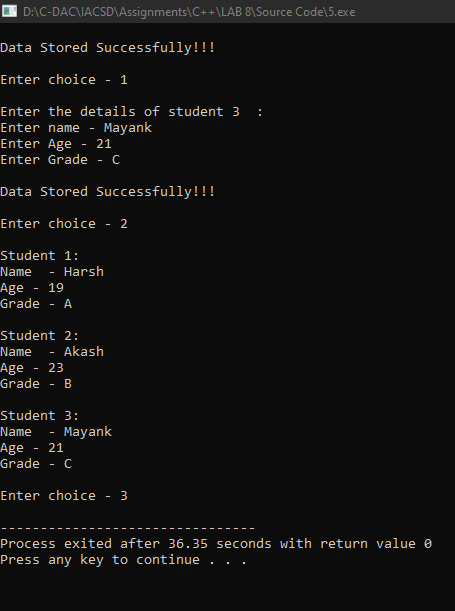 D:\C-DAC\IACSD\Assignments\C++\LAB 8\Source Code\5.exe
Data Stored Successfully!!!
Enter choice - 1
Enter the details of student 3  :
Enter name - Mayank
Enter Age - 21
Enter Grade - C
Data Stored Successfully!!!
Enter choice - 2
Student 1:
Name  - Harsh
Age - 19
Grade - A
Student 2:
Name  - Akash
Age - 23
Grade - B
Student 3:
Name  - Mayank
Age - 21
Grade - C
Enter choice - 3
--------------------------------
Process exited after 36.35 seconds with return value 0
Press any key to continue . . .